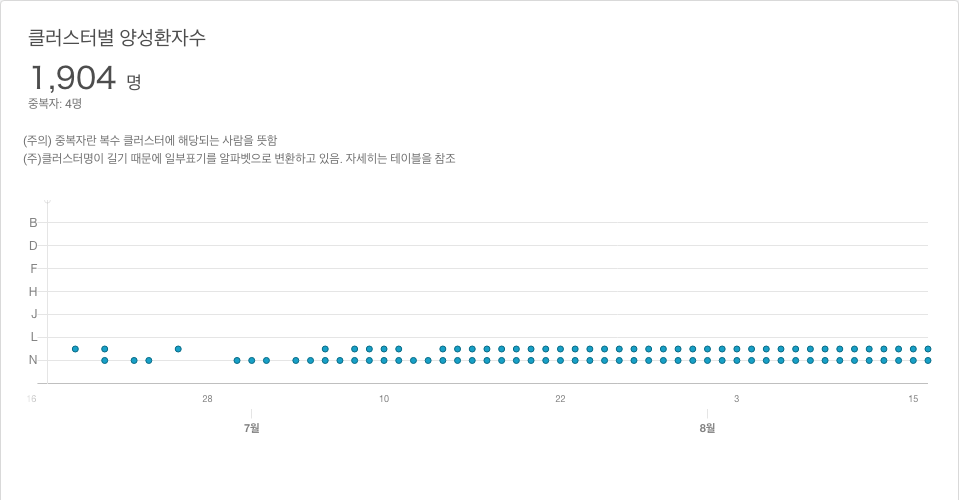 클러스터별 양성환자수
1,904 명
중복자: 4명
(주의) 중복자란 복수 클러스터에 해당되는 사람을 뜻함
(주)클러스터명이 길기 때문에 일부표기를 알파벳으로 변환하고 있음. 자세히는 테이블을 참조
B
D
F
H
J
L
N
16 28 10 22 3 15
7월 8월